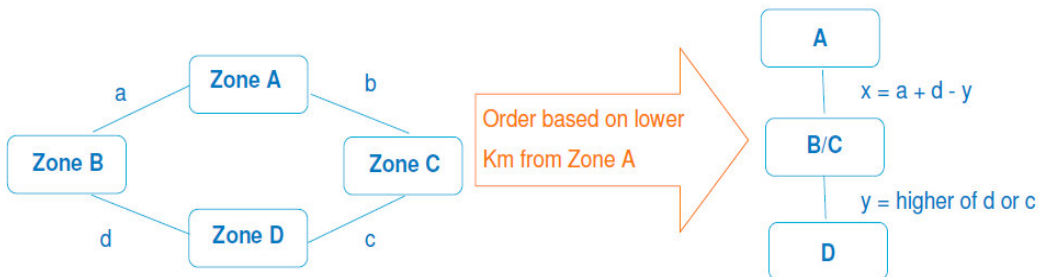 Zone A
a
b
Zone B
Zone C
d
c
Zone D
Order based on lower
Km from Zone A
A
x = a + d - y
B/C
y = higher of d or c
D